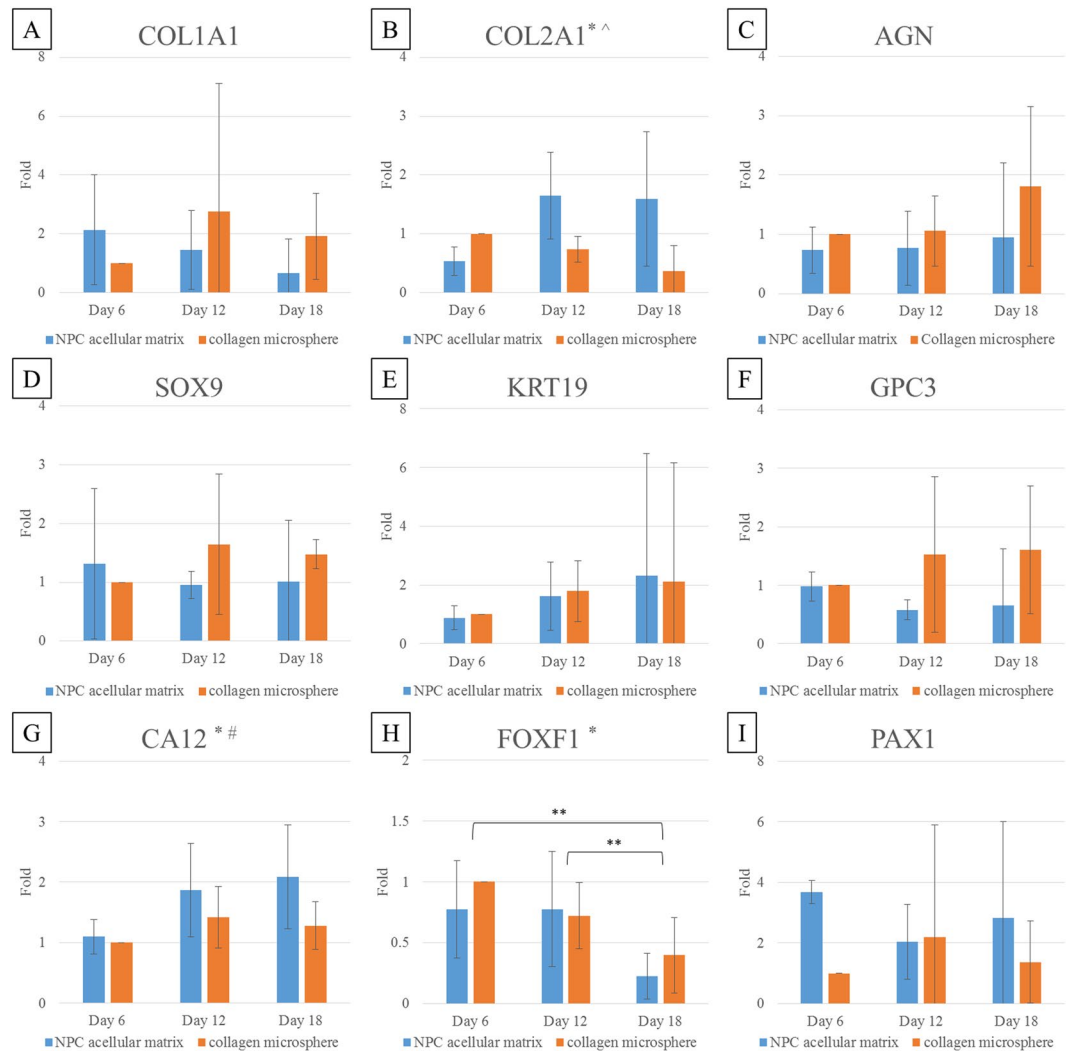 A
COL1A1
8
6
4
2
0
Fold
Day 6 Day 12 Day 18
NPC acellular matrix collagen microsphere
B
COL2A1* ^
4
3
2
1
0
Fold
Day 6 Day 12 Day 18
NPC acellular matrix collagen microsphere
C
AGN
4
3
2
1
0
Fold
Day 6 Day 12 Day 18
NPC acellular matrix Collagen microsphere
D
SOX9
4
3
2
1
0
Fold
Day 6 Day 12 Day 18
NPC acellular matrix collagen microsphere
E
KRT19
8
6
4
2
0
Fold
Day 6 Day 12 Day 18
NPC acellular matrix collagen microsphere
F
GPC3
4
3
2
1
0
Fold
Day 6 Day 12 Day 18
NPC acellular matrix collagen microsphere
G
CA12 * #
4
3
2
1
0
Fold
Day 6 Day 12 Day 18
NPC acellular matrix collagen microsphere
H
FOXF1 *
2
1.5
1
0.5
0
Fold
**
**
Day 6 Day 12 Day 18
NPC acellular matrix collagen microsphere
I
PAX1
8
6
4
2
0
Fold
Day 6 Day 12 Day 18
NPC acellular matrix collagen microsphere